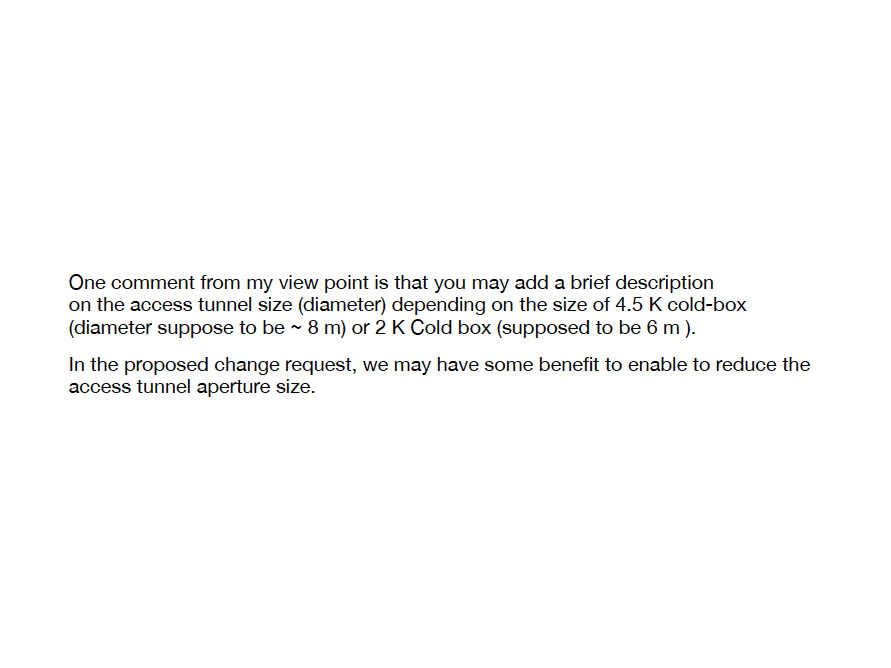 One comment from my view point is that you may add a brief description
on the access tunnel size (diameter) depending on the size of 4.5 K cold-box
(diameter suppose to be ~ 8 m) or 2 K Cold box (supposed to be 6 m ).
In the proposed change request, we may have some benefit to enable to reduce the
access tunnel aperture size.